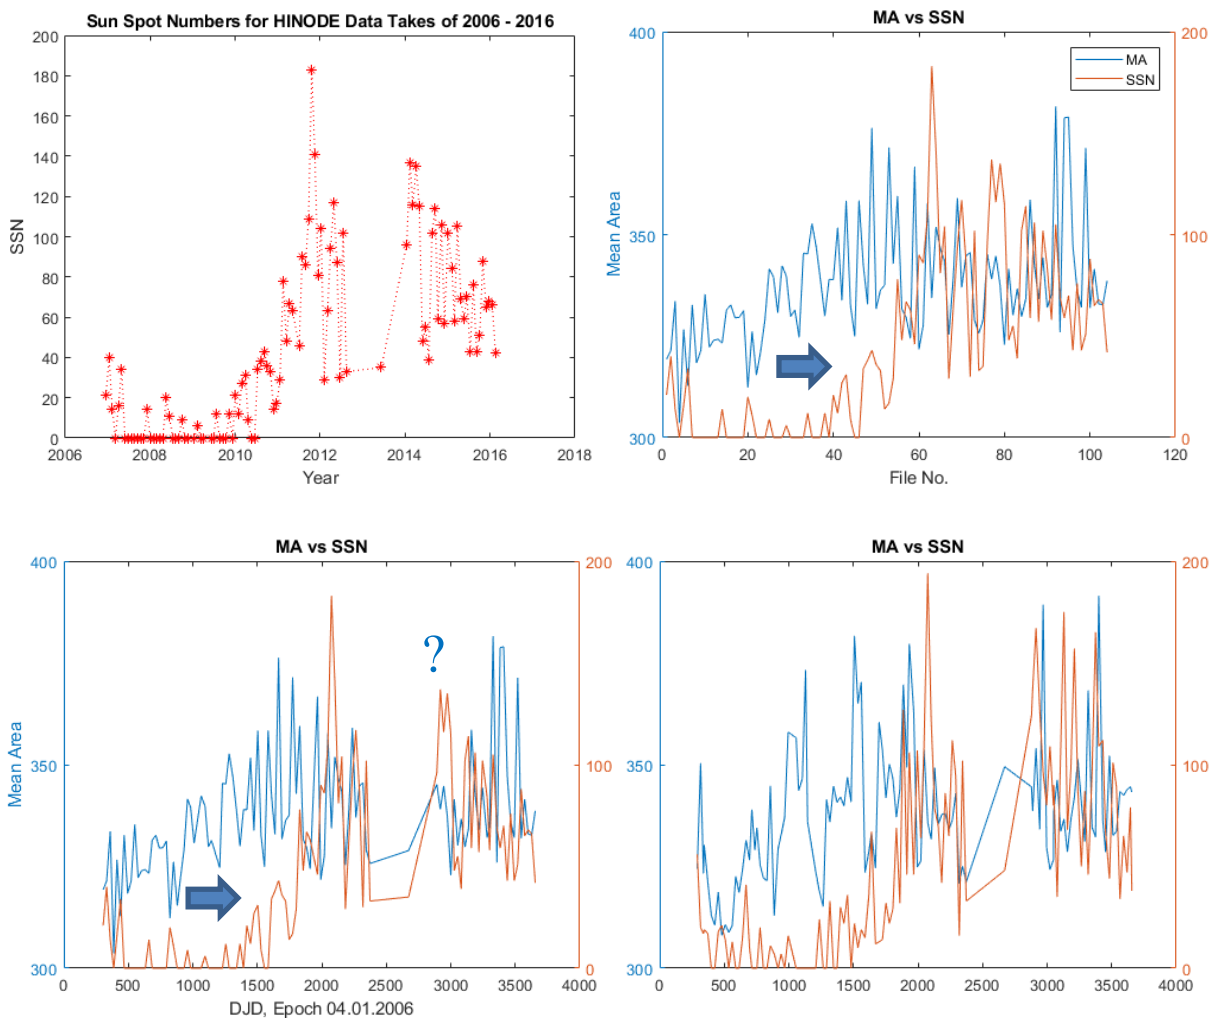 Sun Spot Numbers for HINODE Data Takes of 2006 - 2016
200
180
160
140
120
100
80
60
40
20
0
SSN
2006 2008 2010 2012 2014 2016 2018
Year
MA vs SSN
400
350
300
Mean Area
MA
SSN
200
100
0
0 20 40 60 80 100 120
File No.
MA vs SSN
400
350
300
Mean Area
?
200
100
0
0 500 1000 1500 2000 2500 3000 3500 4000
DJD, Epoch 04.01.2006
MA vs SSN
400
350
300
200
100
0
0 500 1000 1500 2000 2500 3000 3500 4000